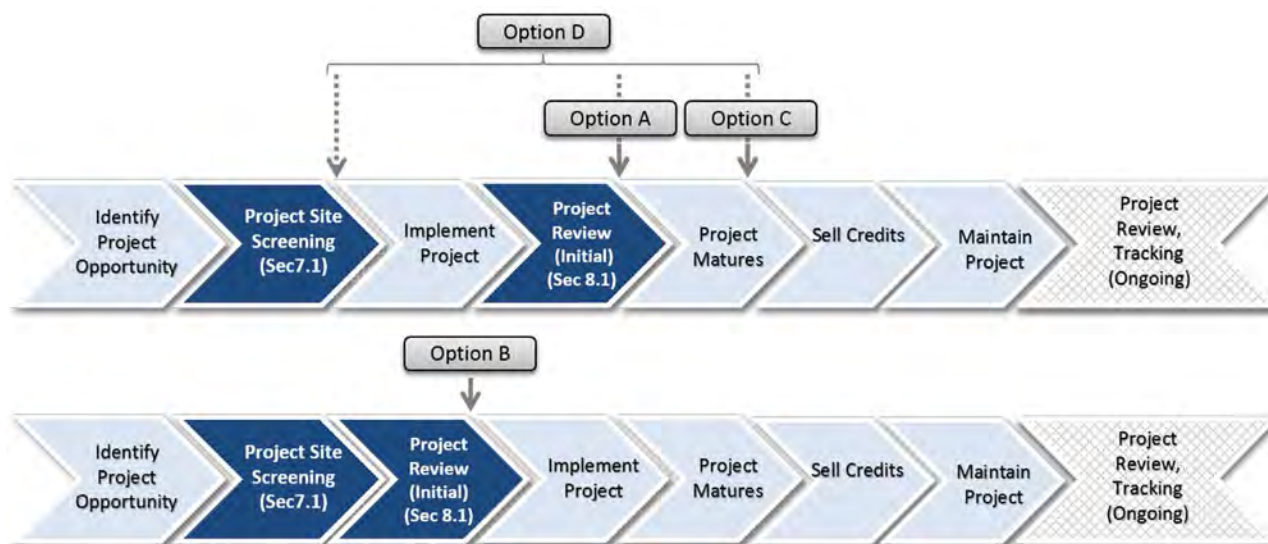 Option D
Option A
Option C
Identify
Project
Opportunity
Project Site
Screening
(Sec7.1)
Implement
Project
Project
Review
(Initial)
(Sec 8.1)
Project
Matures
Sell Credits
Maintain
Project
Project
Review,
Tracking
(Ongoing)
Option B
Identify
Project
Opportunity
Project Site
Screening
(Sec7.1)
Project
Review
(Initial)
(Sec 8.1)
Implement
Project
Project
Matures
Sell Credits
Maintain
Project
Project
Review,
Tracking
(Ongoing)